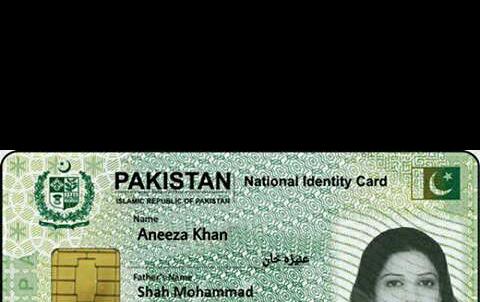 PAKISTAN National Identity Card
ISLAMIC REPUBLIC OF PAKISTAN
Name
Aneeza Khan
عنیزہ خان
Father's Name
Shah Mohammad